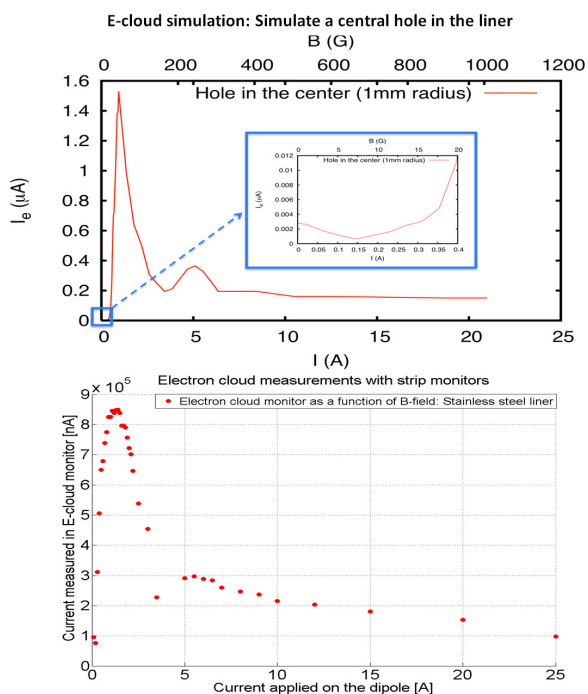 E-cloud simulation: Simulate a central hole in the liner
B (G)
0 200 400 600 800 1000 1200
1.6
1.4
1.2
1
0.8
0.6
0.4
0.2
0
I_e (μA)
Hole in the center (1mm radius)
B (G)
0 5 10 15 20
0.012
0.01
0.008
0.006
0.004
0.002
0
I_e (μA)
Hole in the center (1mm radius)
0 0.05 0.1 0.15 0.2 0.25 0.3 0.35 0.4
I (A)
0 5 10 15 20 25
I (A)
Electron cloud measurements with strip monitors
9 × 10^5
8
7
6
5
4
3
2
1
0
Current measured in E-cloud monitor [nA]
Electron cloud monitor as a function of B-field: Stainless steel liner
0 5 10 15 20 25
Current applied on the dipole [A]